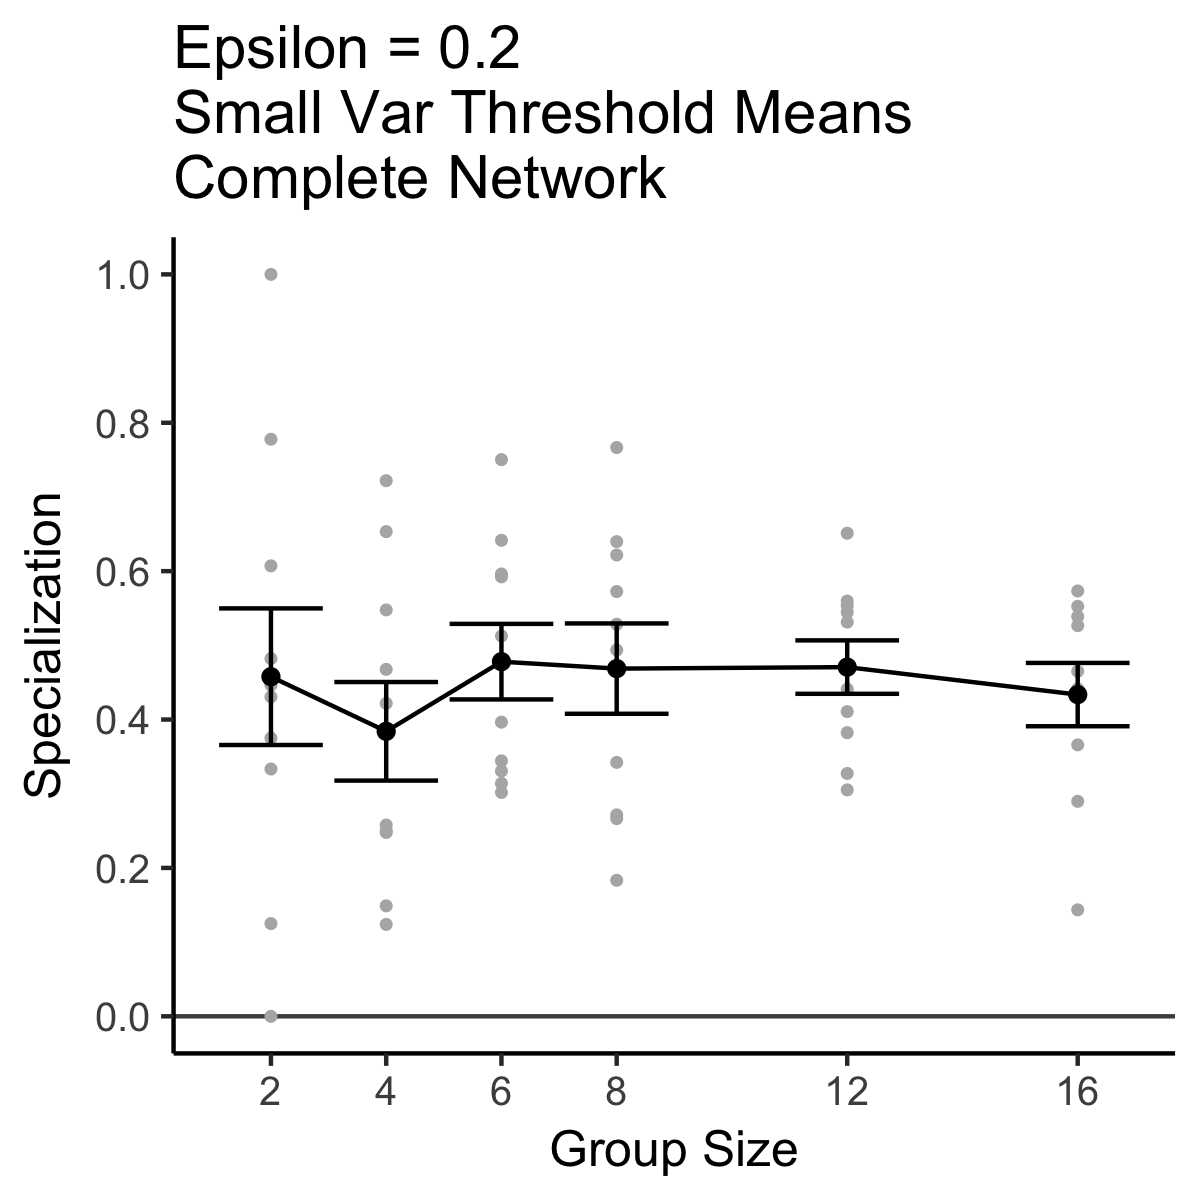 Epsilon = 0.2
Small Var Threshold Means
Complete Network
1.0
0.8
0.6
0.4
0.2
0.0
Specialization
2 4 6 8 12 16
Group Size